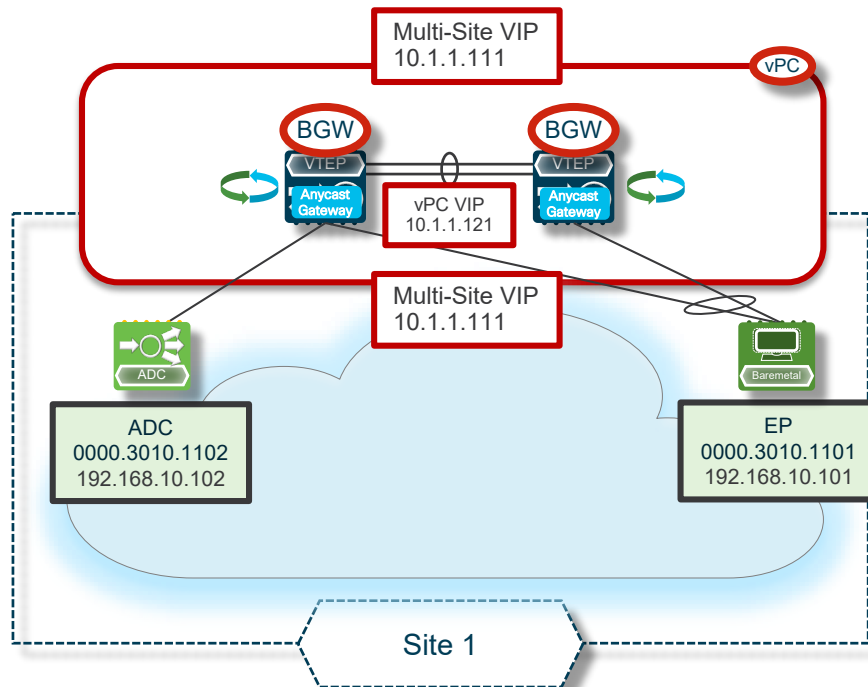 Multi-Site VIP
10.1.1.111
vPC
BGW
BGW
VTEP
VTEP
Anycast
Gateway
Anycast
Gateway
vPC VIP
10.1.1.121
Multi-Site VIP
10.1.1.111
ADC
Baremetal
ADC
0000.3010.1102
192.168.10.102
EP
0000.3010.1101
192.168.10.101
Site 1